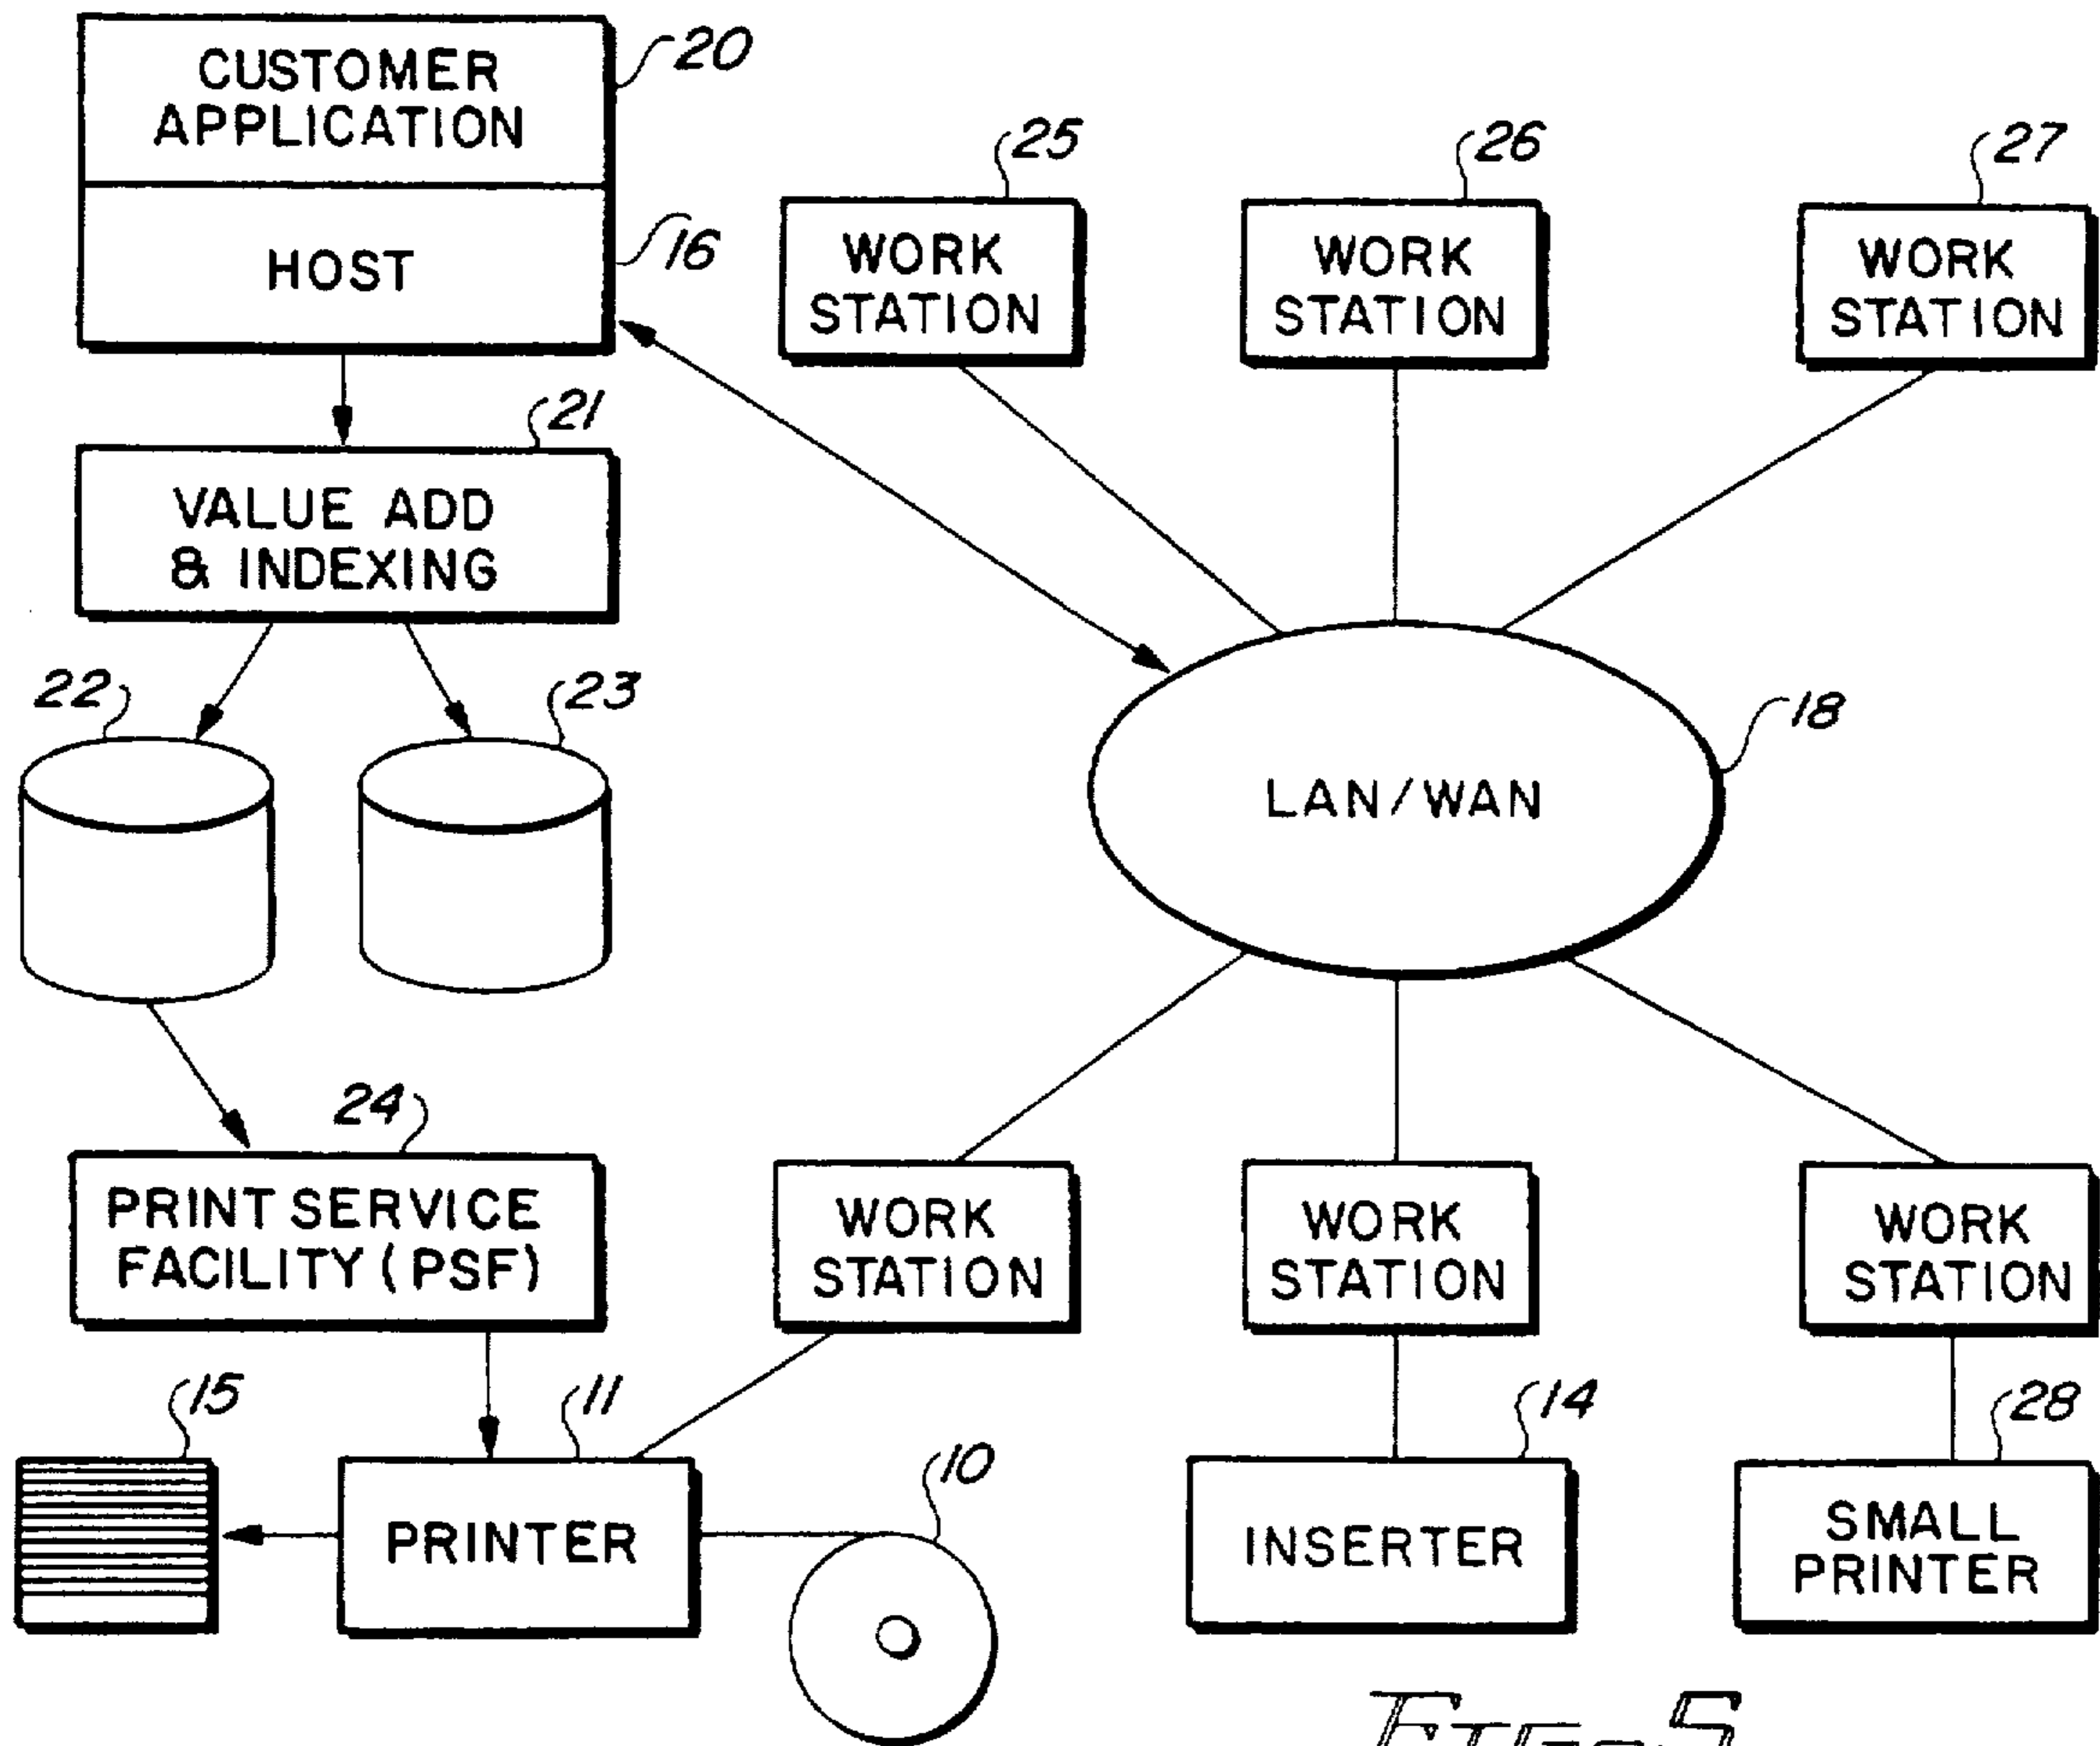 CUSTOMER
APPLICATION
20
HOST
16
25
WORK
STATION
26
WORK
STATION
27
WORK
STATION
21
VALUE ADD
& INDEXING
22
23
18
LAN/WAN
24
PRINT SERVICE
FACILITY (PSF)
WORK
STATION
WORK
STATION
WORK
STATION
15
11
PRINTER
10
14
INSERTER
28
SMALL
PRINTER